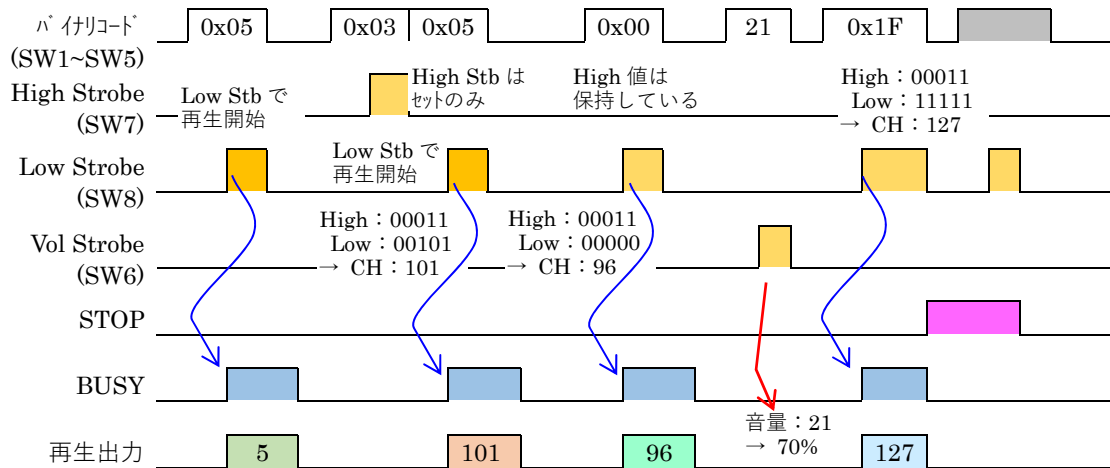 ﾊﾞｲﾅﾘｺｰﾄﾞ
(SW1~SW5)
0x05
0x03
0x05
0x00
21
0x1F
High Strobe
(SW7)
Low Stb で
再生開始
High Stb は
ｾｯﾄのみ
High 値は
保持している
High：00011
Low：11111
→ CH：127
Low Strobe
(SW8)
Low Stb で
再生開始
Vol Strobe
(SW6)
High：00011
Low：00101
→ CH：101
High：00011
Low：00000
→ CH：96
STOP
BUSY
音量：21
→ 70%
再生出力
5
101
96
127